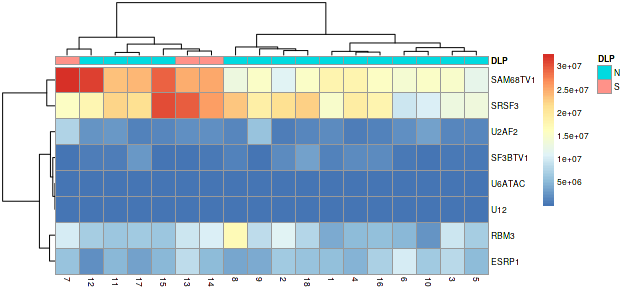 DLP
SAM68TV1
SRSF3
U2AF2
SF3BTV1
U6ATAC
U12
RBM3
ESRP1
7 12 11 17 15 13 14 8 9 2 18 1 4 16 6 10 3 5
3e+07
2.5e+07
2e+07
1.5e+07
1e+07
5e+06
DLP
N
S